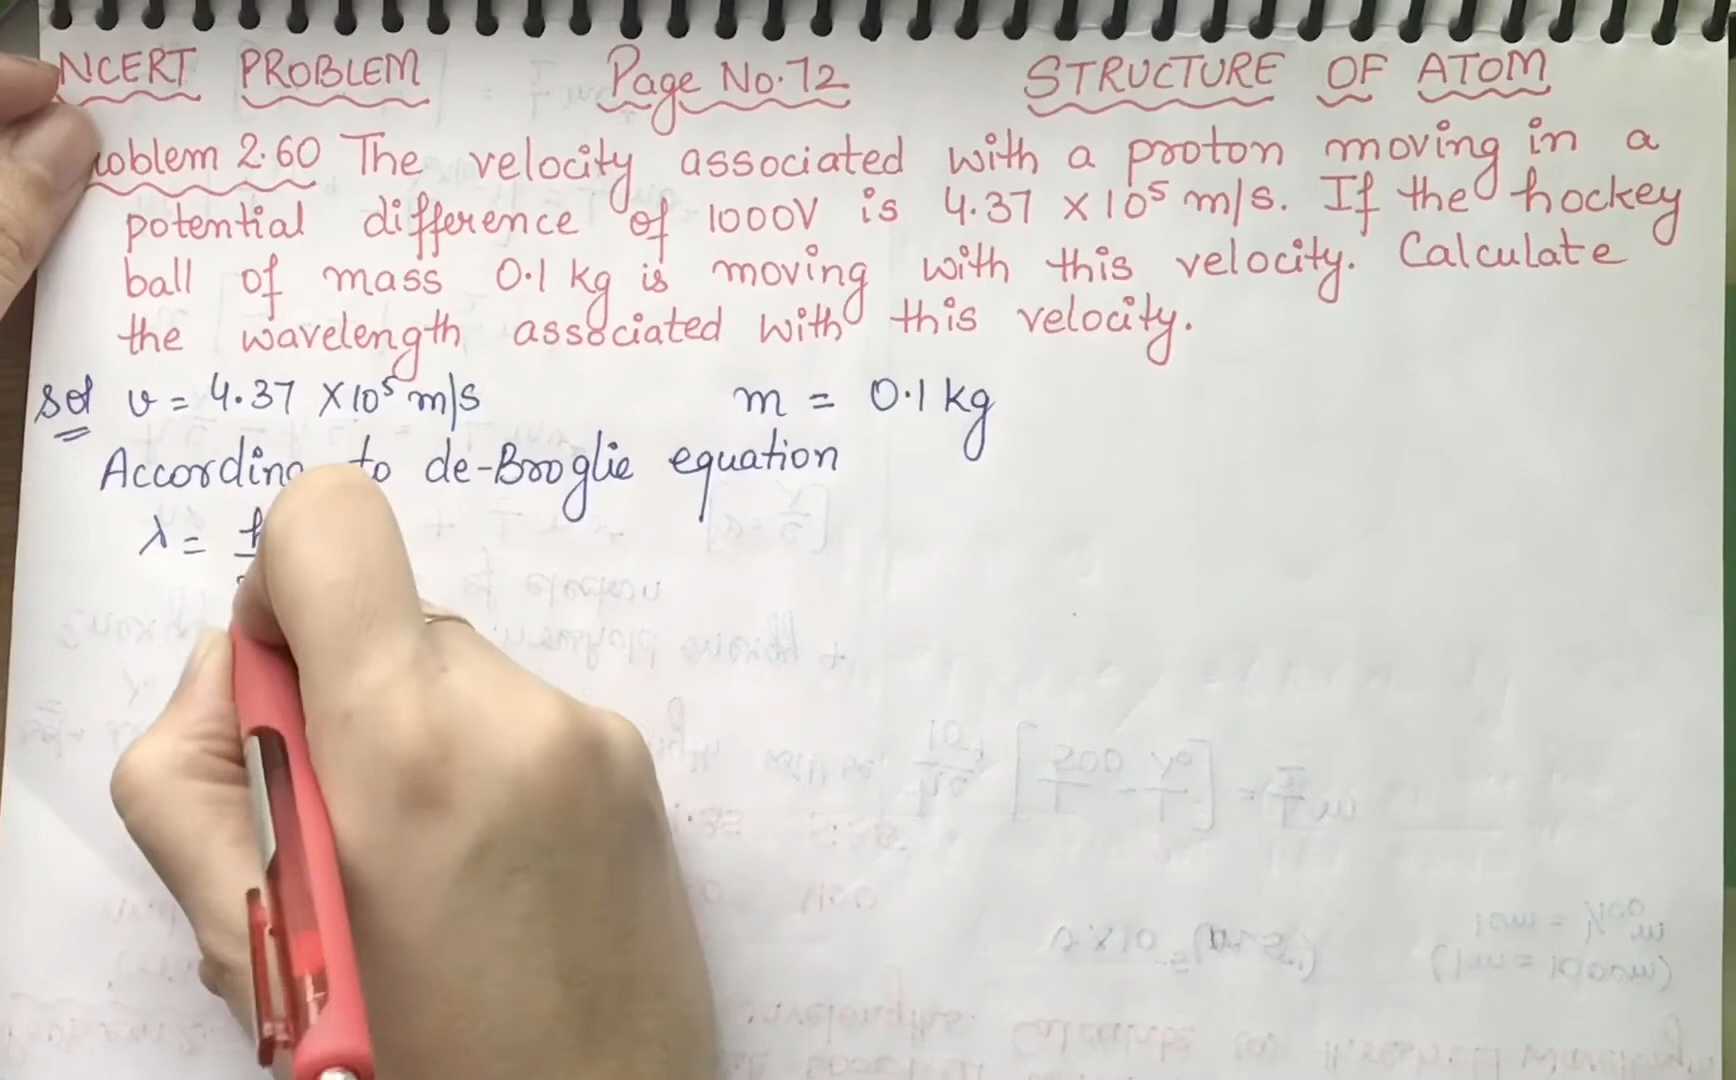 NCERT PROBLEM Page No.72 STRUCTURE OF ATOM
roblem 2.60 The velocity associated with a proton moving in a
potential difference of 1000V is 4.37 × 10⁵ m/s. If the hockey
ball of mass 0.1 kg is moving with this velocity. Calculate
the wavelength associated with this velocity.
Sol v = 4.37 × 10⁵ m/s m = 0.1 kg
According to de-Broglie equation
λ = h